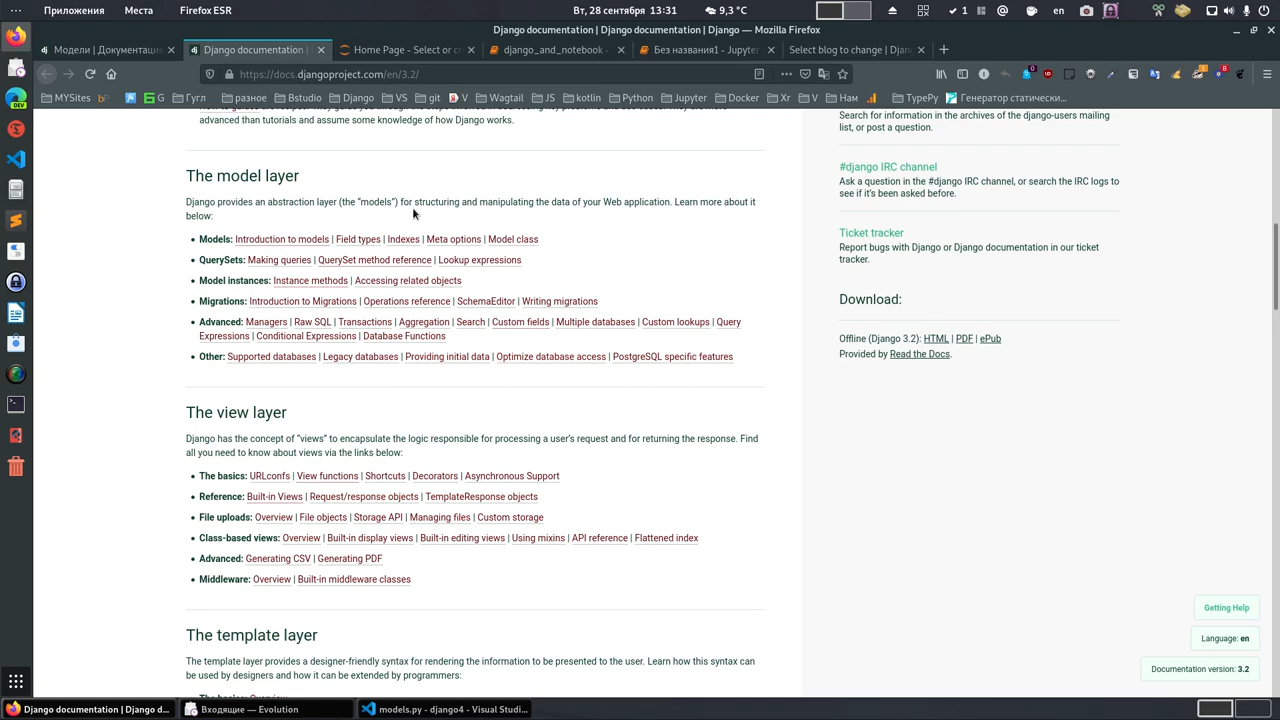 Приложения Места Firefox ESR Вт, 28 сентября 13:31 9,3 °C 1 en
Django documentation | Django documentation | Django — Mozilla Firefox
Модели | Документация Django documentation | Home Page - Select or c django_and_notebook - Без названия1 - Jupyter Select blog to change | Dja
https://docs.djangoproject.com/en/3.2/
MYSites G Гугл разное Bstudio Django VS git V Wagtail JS kotlin Python Jupyter Docker Xr V Нам TypePy Генератор статически...
advanced than tutorials and assume some knowledge of how Django works.
The model layer
Django provides an abstraction layer (the “models”) for structuring and manipulating the data of your Web application. Learn more about it
below:
Models: Introduction to models | Field types | Indexes | Meta options | Model class
QuerySets: Making queries | QuerySet method reference | Lookup expressions
Model instances: Instance methods | Accessing related objects
Migrations: Introduction to Migrations | Operations reference | SchemaEditor | Writing migrations
Advanced: Managers | Raw SQL | Transactions | Aggregation | Search | Custom fields | Multiple databases | Custom lookups | Query
Expressions | Conditional Expressions | Database Functions
Other: Supported databases | Legacy databases | Providing initial data | Optimize database access | PostgreSQL specific features
The view layer
Django has the concept of “views” to encapsulate the logic responsible for processing a user’s request and for returning the response. Find
all you need to know about views via the links below:
The basics: URLconfs | View functions | Shortcuts | Decorators | Asynchronous Support
Reference: Built-in Views | Request/response objects | TemplateResponse objects
File uploads: Overview | File objects | Storage API | Managing files | Custom storage
Class-based views: Overview | Built-in display views | Built-in editing views | Using mixins | API reference | Flattened index
Advanced: Generating CSV | Generating PDF
Middleware: Overview | Built-in middleware classes
The template layer
The template layer provides a designer-friendly syntax for rendering the information to be presented to the user. Learn how this syntax can
be used by designers and how it can be extended by programmers:
Search for information in the archives of the django-users mailing
list, or post a question.
#django IRC channel
Ask a question in the #django IRC channel, or search the IRC logs to
see if it’s been asked before.
Ticket tracker
Report bugs with Django or Django documentation in our ticket
tracker.
Download:
Offline (Django 3.2): HTML | PDF | ePub
Provided by Read the Docs.
Getting Help
Language: en
Documentation version: 3.2
Django documentation | Django d... Входящие — Evolution models.py - django4 - Visual Studi...